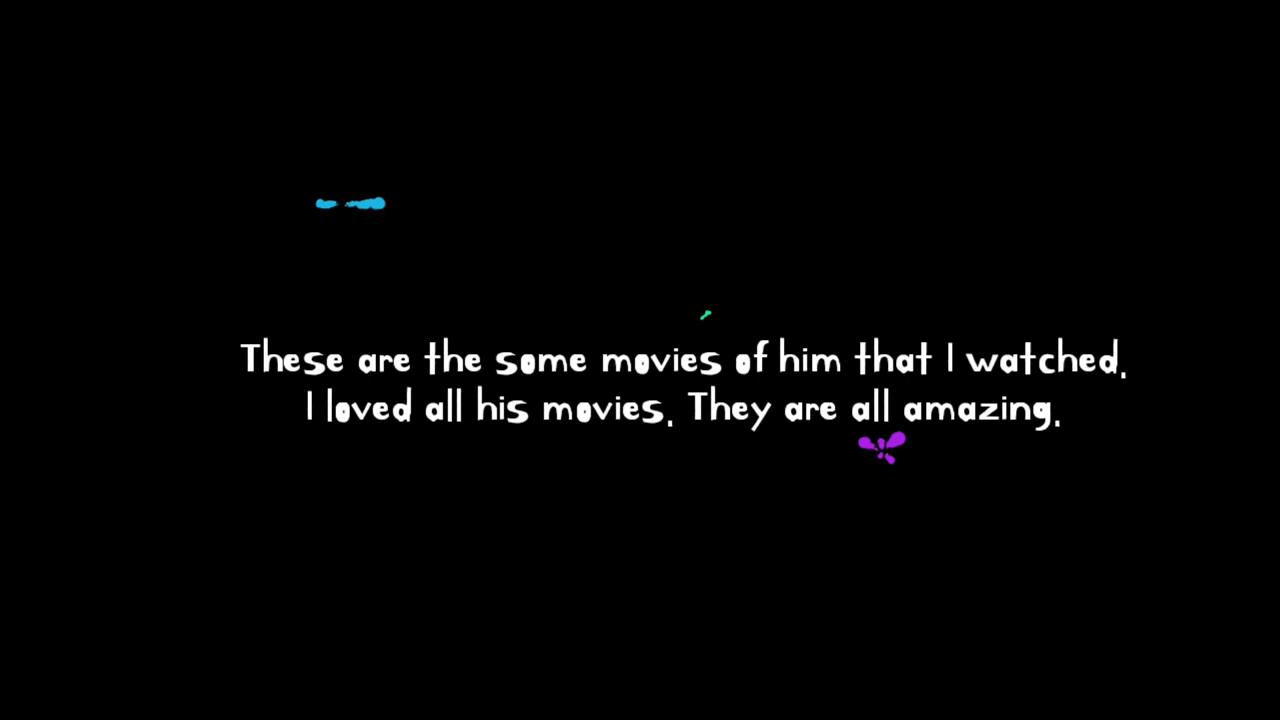 These are the some movies of him that I watched.
I loved all his movies. They are all amazing.